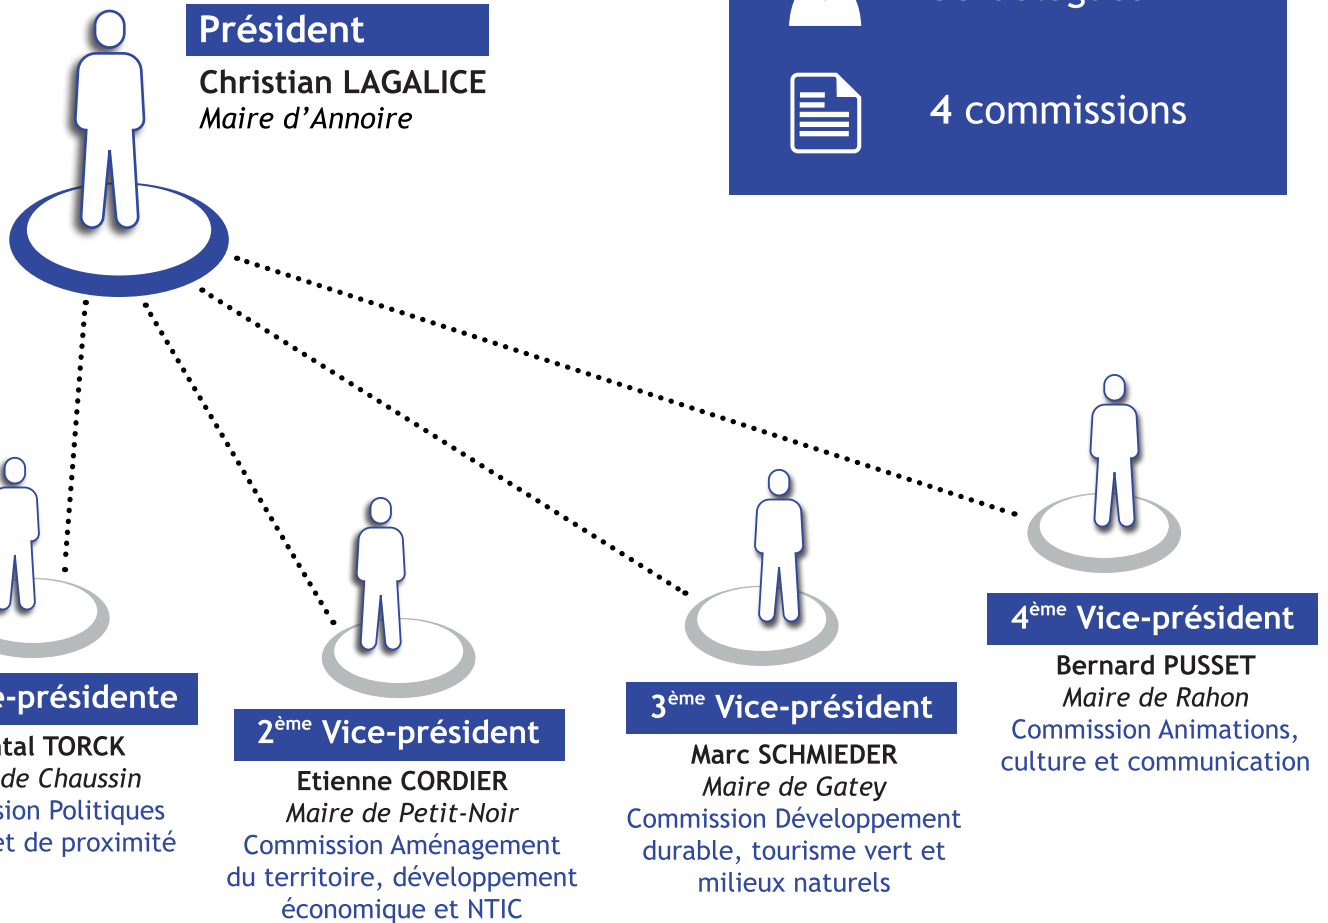 Président
Christian LAGALICE
Maire d’Annoire
4 commissions
-présidente
TORCK
de Chaussin
Politiques
et de proximité
2ème Vice-président
Etienne CORDIER
Maire de Petit-Noir
Commission Aménagement
du territoire, développement
économique et NTIC
3ème Vice-président
Marc SCHMIEDER
Maire de Gatey
Commission Développement
durable, tourisme vert et
milieux naturels
4ème Vice-président
Bernard PUSSET
Maire de Rahon
Commission Animations,
culture et communication